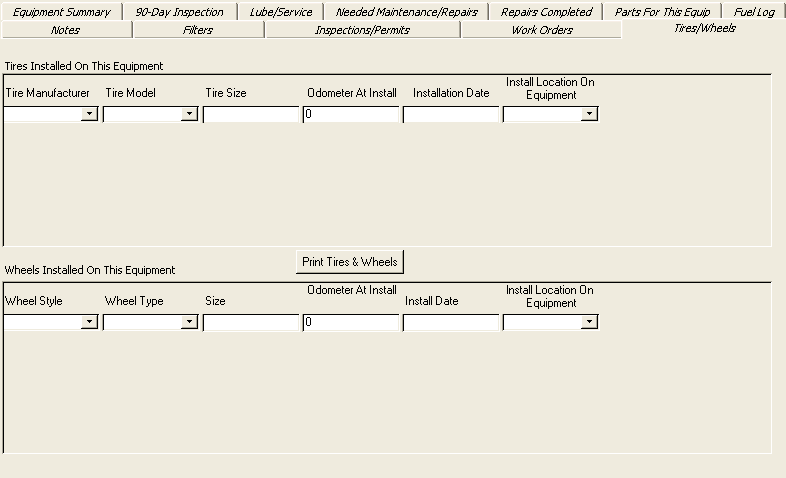 Equipment Summary 90-Day Inspection Lube/Service Needed Maintenance/Repairs Repairs Completed Parts For This Equip Fuel Log
Notes Filters Inspections/Permits Work Orders Tires/Wheels
Tires Installed On This Equipment
Tire Manufacturer Tire Model Tire Size Odometer At Install Installation Date Install Location On
Equipment
0
Print Tires & Wheels
Wheels Installed On This Equipment
Wheel Style Wheel Type Size Odometer At Install Install Date Install Location On
Equipment
0